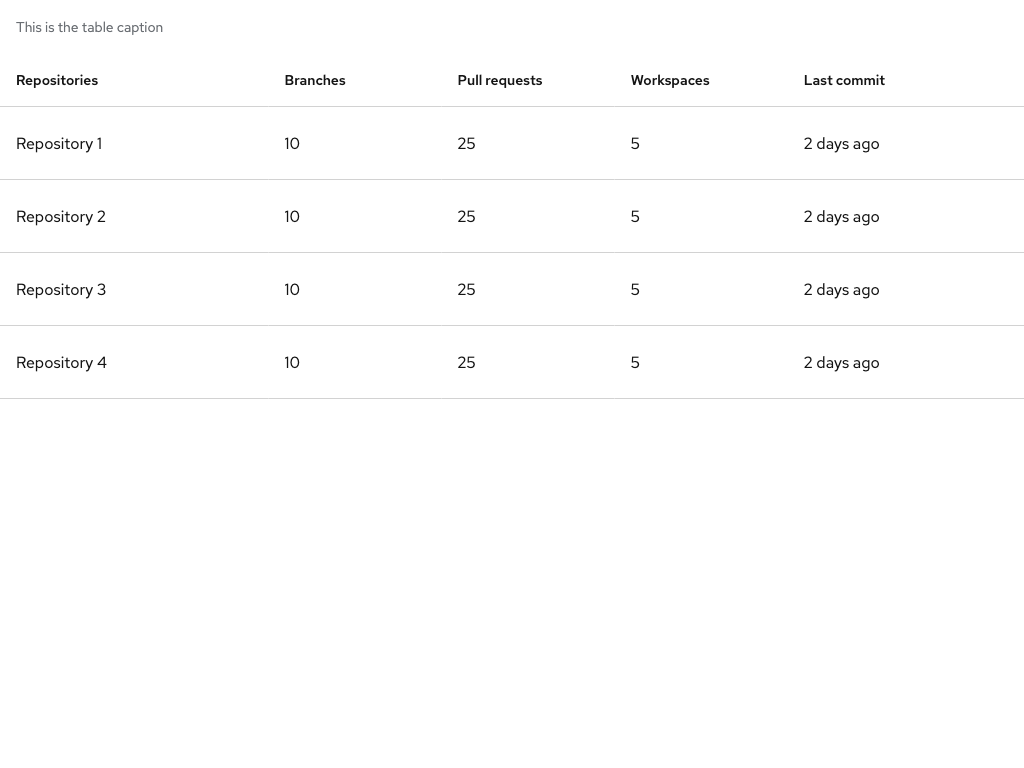 This is the table caption
Repositories Branches Pull requests Workspaces Last commit
Repository 1 10 25 5 2 days ago
Repository 2 10 25 5 2 days ago
Repository 3 10 25 5 2 days ago
Repository 4 10 25 5 2 days ago